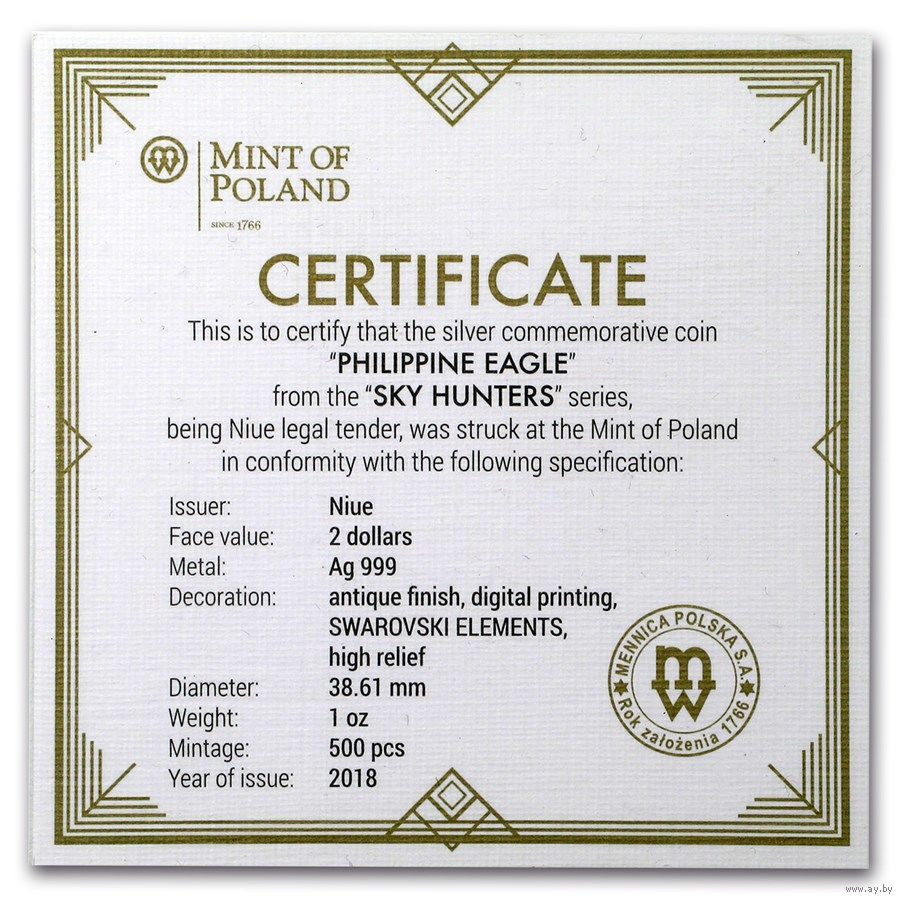 MINT OF
POLAND
SINCE 1766
CERTIFICATE
This is to certify that the silver commemorative coin
“PHILIPPINE EAGLE”
from the “SKY HUNTERS” series,
being Niue legal tender, was struck at the Mint of Poland
in conformity with the following specification:
Issuer: Niue
Face value: 2 dollars
Metal: Ag 999
Decoration: antique finish, digital printing,
SWAROVSKI ELEMENTS,
high relief
Diameter: 38.61 mm
Weight: 1 oz
Mintage: 500 pcs
Year of issue: 2018
MENNICA POLSKA S.A.
mw
Rok założenia 1766
www.ay.by